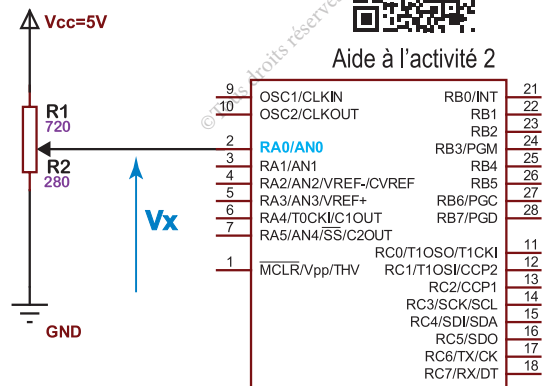 Vcc=5V
Aide à l'activité 2
© Tous droits réservés
R1
720
R2
280
Vx
GND
9 OSC1/CLKIN
10 OSC2/CLKOUT
2 RA0/AN0
3 RA1/AN1
4 RA2/AN2/VREF-/CVREF
5 RA3/AN3/VREF+
6 RA4/T0CKI/C1OUT
7 RA5/AN4/SS/C2OUT
1 MCLR/Vpp/THV
RB0/INT 21
RB1 22
RB2 23
RB3/PGM 24
RB4 25
RB5 26
RB6/PGC 27
RB7/PGD 28
RC0/T1OSO/T1CKI 11
RC1/T1OSI/CCP2 12
RC2/CCP1 13
RC3/SCK/SCL 14
RC4/SDI/SDA 15
RC5/SDO 16
RC6/TX/CK 17
RC7/RX/DT 18